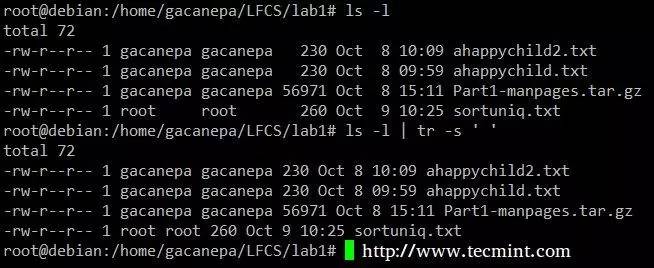 root@debian:/home/gacanepa/LFCS/lab1# ls -l
total 72
-rw-r--r-- 1 gacanepa gacanepa   230 Oct  8 10:09 ahappychild2.txt
-rw-r--r-- 1 gacanepa gacanepa   230 Oct  8 09:59 ahappychild.txt
-rw-r--r-- 1 gacanepa gacanepa 56971 Oct  8 15:11 Part1-manpages.tar.gz
-rw-r--r-- 1 root     root       260 Oct  9 10:25 sortuniq.txt
root@debian:/home/gacanepa/LFCS/lab1# ls -l | tr -s ' '
total 72
-rw-r--r-- 1 gacanepa gacanepa 230 Oct 8 10:09 ahappychild2.txt
-rw-r--r-- 1 gacanepa gacanepa 230 Oct 8 09:59 ahappychild.txt
-rw-r--r-- 1 gacanepa gacanepa 56971 Oct 8 15:11 Part1-manpages.tar.gz
-rw-r--r-- 1 root root 260 Oct 9 10:25 sortuniq.txt
root@debian:/home/gacanepa/LFCS/lab1# http://www.tecmint.com